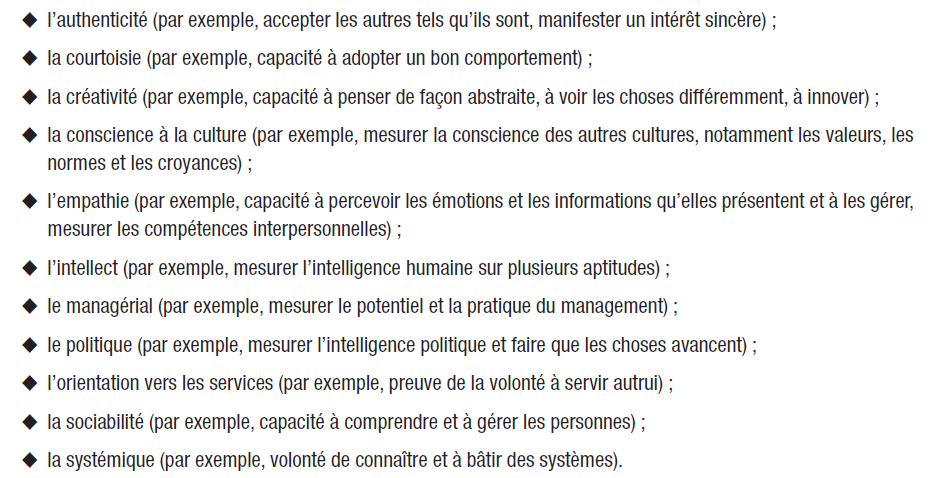 ◆ l’authenticité (par exemple, accepter les autres tels qu’ils sont, manifester un intérêt sincère) ;
◆ la courtoisie (par exemple, capacité à adopter un bon comportement) ;
◆ la créativité (par exemple, capacité à penser de façon abstraite, à voir les choses différemment, à innover) ;
◆ la conscience à la culture (par exemple, mesurer la conscience des autres cultures, notamment les valeurs, les
normes et les croyances) ;
◆ l’empathie (par exemple, capacité à percevoir les émotions et les informations qu’elles présentent et à les gérer,
mesurer les compétences interpersonnelles) ;
◆ l’intellect (par exemple, mesurer l’intelligence humaine sur plusieurs aptitudes) ;
◆ le managérial (par exemple, mesurer le potentiel et la pratique du management) ;
◆ le politique (par exemple, mesurer l’intelligence politique et faire que les choses avancent) ;
◆ l’orientation vers les services (par exemple, preuve de la volonté à servir autrui) ;
◆ la sociabilité (par exemple, capacité à comprendre et à gérer les personnes) ;
◆ la systémique (par exemple, volonté de connaître et à bâtir des systèmes).